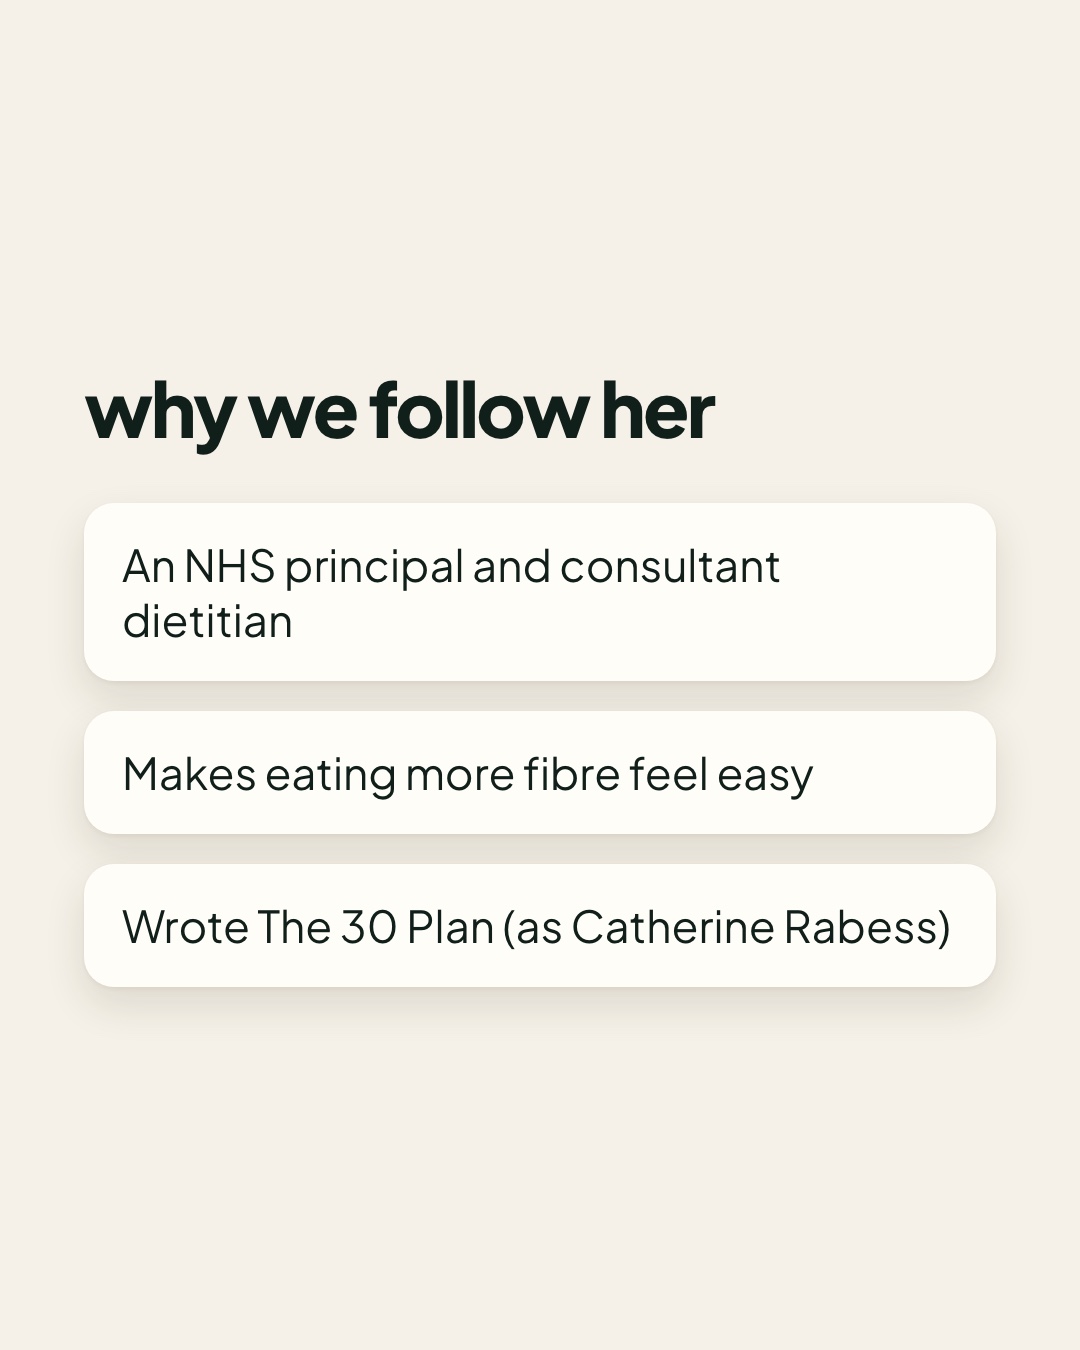 why we follow her
An NHS principal and consultant
dietitian
Makes eating more fibre feel easy
Wrote The 30 Plan (as Catherine Rabess)